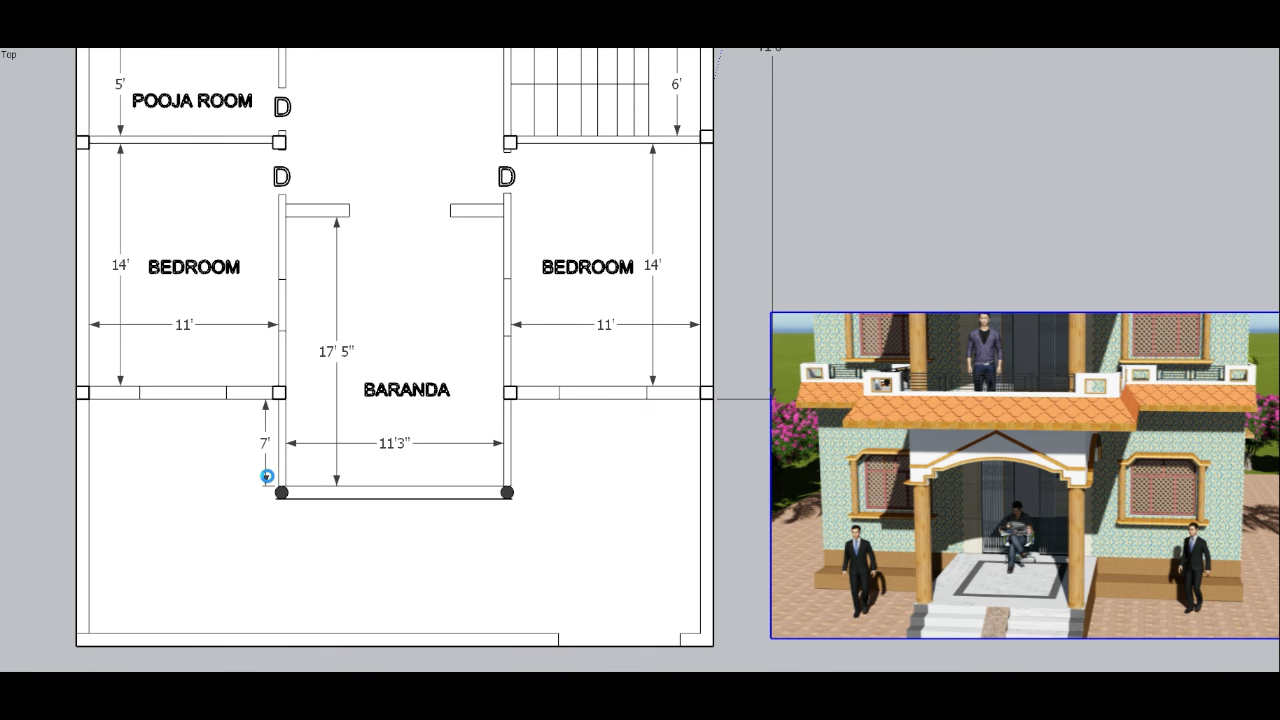 Top
5'
POOJA ROOM
D
6'
D
D
14'
BEDROOM
BEDROOM
14'
11'
11'
17' 5"
BARANDA
7'
11'3"